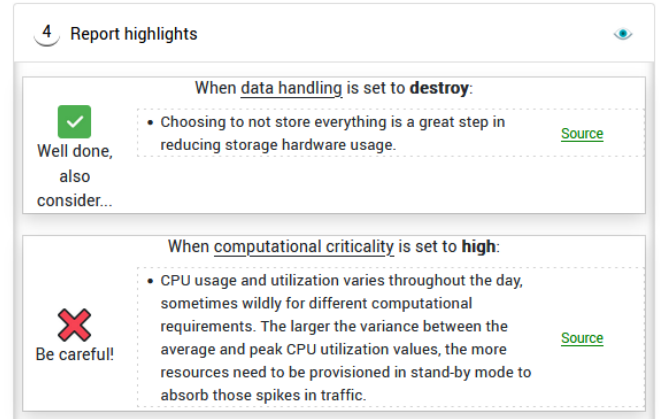 4 Report highlights
When data handling is set to destroy:
Well done,
also
consider...
• Choosing to not store everything is a great step in
reducing storage hardware usage.
Source
When computational criticality is set to high:
Be careful!
• CPU usage and utilization varies throughout the day,
sometimes wildly for different computational
requirements. The larger the variance between the
average and peak CPU utilization values, the more
resources need to be provisioned in stand-by mode to
absorb those spikes in traffic.
Source